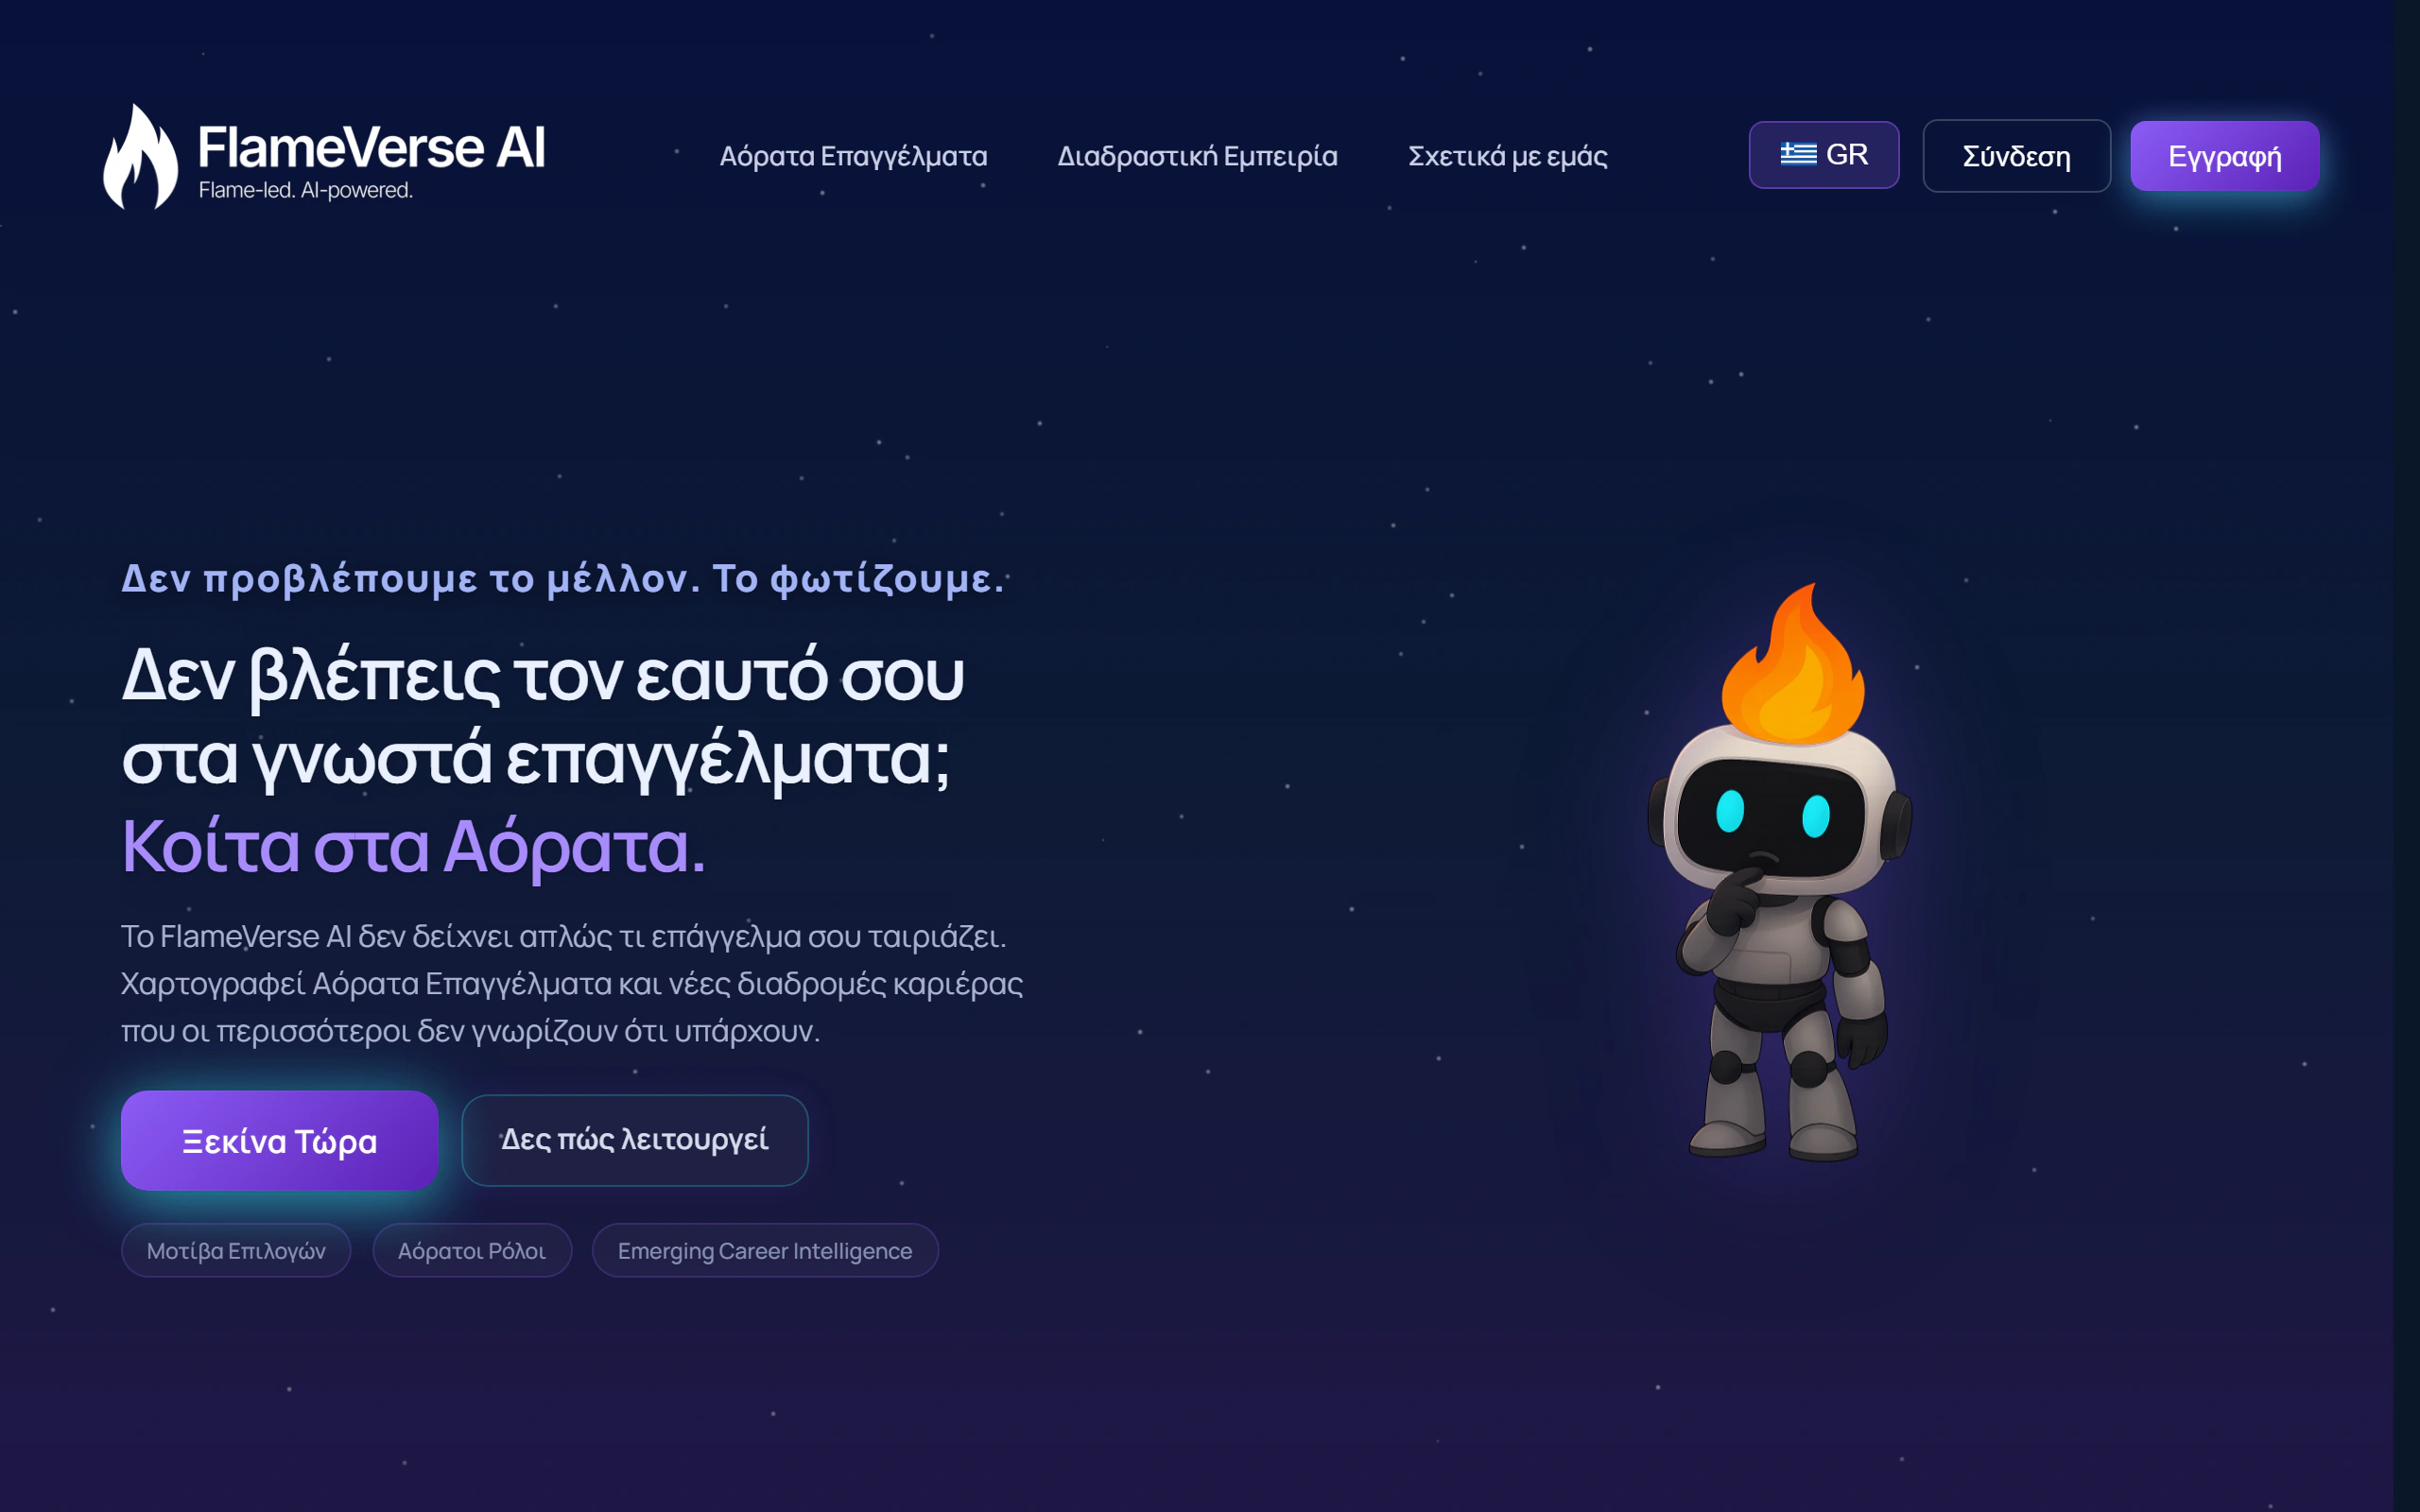 FlameVerse AI
Flame-led. AI-powered.
Αόρατα Επαγγέλματα
Διαδραστική Εμπειρία
Σχετικά με εμάς
GR
Σύνδεση
Εγγραφή
Δεν προβλέπουμε το μέλλον. Το φωτίζουμε.
Δεν βλέπεις τον εαυτό σου
στα γνωστά επαγγέλματα;
Κοίτα στα Αόρατα.
Το FlameVerse AI δεν δείχνει απλώς τι επάγγελμα σου ταιριάζει.
Χαρτογραφεί Αόρατα Επαγγέλματα και νέες διαδρομές καριέρας
που οι περισσότεροι δεν γνωρίζουν ότι υπάρχουν.
Ξεκίνα Τώρα
Δες πώς λειτουργεί
Μοτίβα Επιλογών
Αόρατοι Ρόλοι
Emerging Career Intelligence